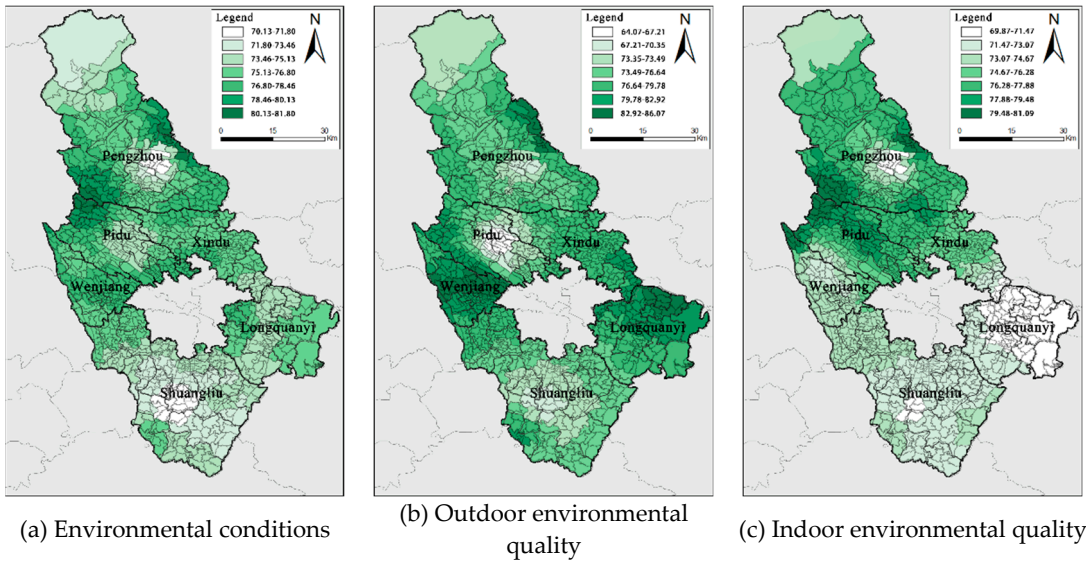 Legend
70.13-71.80
71.80-73.46
73.46-75.13
75.13-76.80
76.80-78.46
78.46-80.13
80.13-81.80
0 15 30
Km
N
Pengzhou
Pidu
Xindu
Wenjiang
Longquanyi
Shuangliu
(a) Environmental conditions
Legend
64.07-67.21
67.21-70.35
73.35-73.49
73.49-76.64
76.64-79.78
79.78-82.92
82.92-86.07
0 15 30
Km
N
Pengzhou
Pidu
Xindu
Wenjiang
Longquanyi
Shuangliu
(b) Outdoor environmental
quality
Legend
69.87-71.47
71.47-73.07
73.07-74.67
74.67-76.28
76.28-77.88
77.88-79.48
79.48-81.09
0 15 30
Km
N
Pengzhou
Pidu
Xindu
Wenjiang
Longquanyi
Shuangliu
(c) Indoor environmental quality